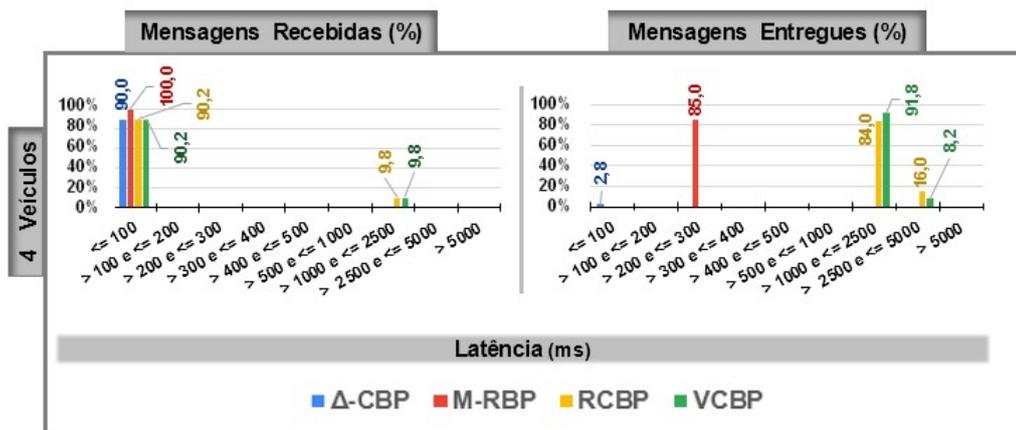 Mensagens Recebidas (%)
Mensagens Entregues (%)
4 Veículos
100%
80%
60%
40%
20%
0%
90,0
100,0
90,2
90,2
9,8
9,8
<= 100
> 100 e <= 200
> 200 e <= 300
> 300 e <= 400
> 400 e <= 500
> 500 e <= 1000
> 1000 e <= 2500
> 2500 e <= 5000
> 5000
100%
80%
60%
40%
20%
0%
2,8
85,0
84,0
91,8
16,0
8,2
<= 100
> 100 e <= 200
> 200 e <= 300
> 300 e <= 400
> 400 e <= 500
> 500 e <= 1000
> 1000 e <= 2500
> 2500 e <= 5000
> 5000
Latência (ms)
Δ-CBP M-RBP RCBP VCBP